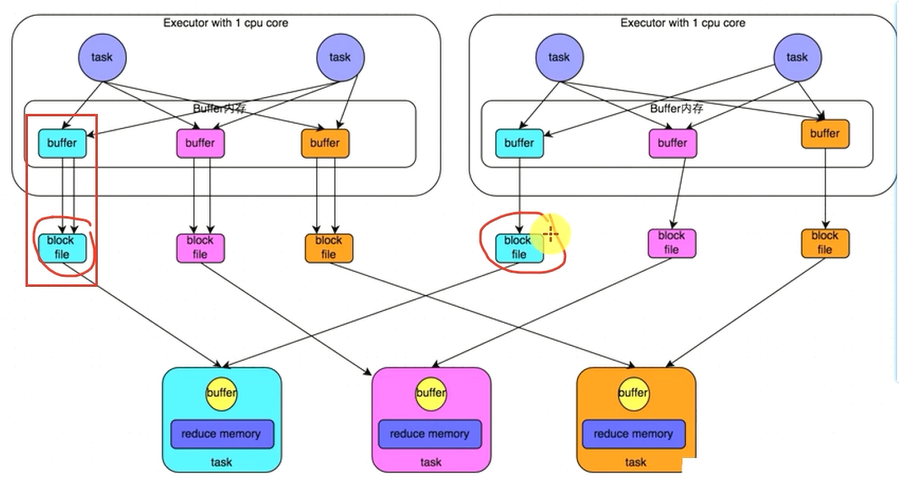 Executor with 1 cpu core
Executor with 1 cpu core
task
task
task
task
Buffer内存
Buffer内存
buffer
buffer
buffer
buffer
buffer
buffer
block
file
block
file
block
file
block
file
block
file
block
file
buffer
buffer
buffer
reduce memory
reduce memory
reduce memory
task
task
task